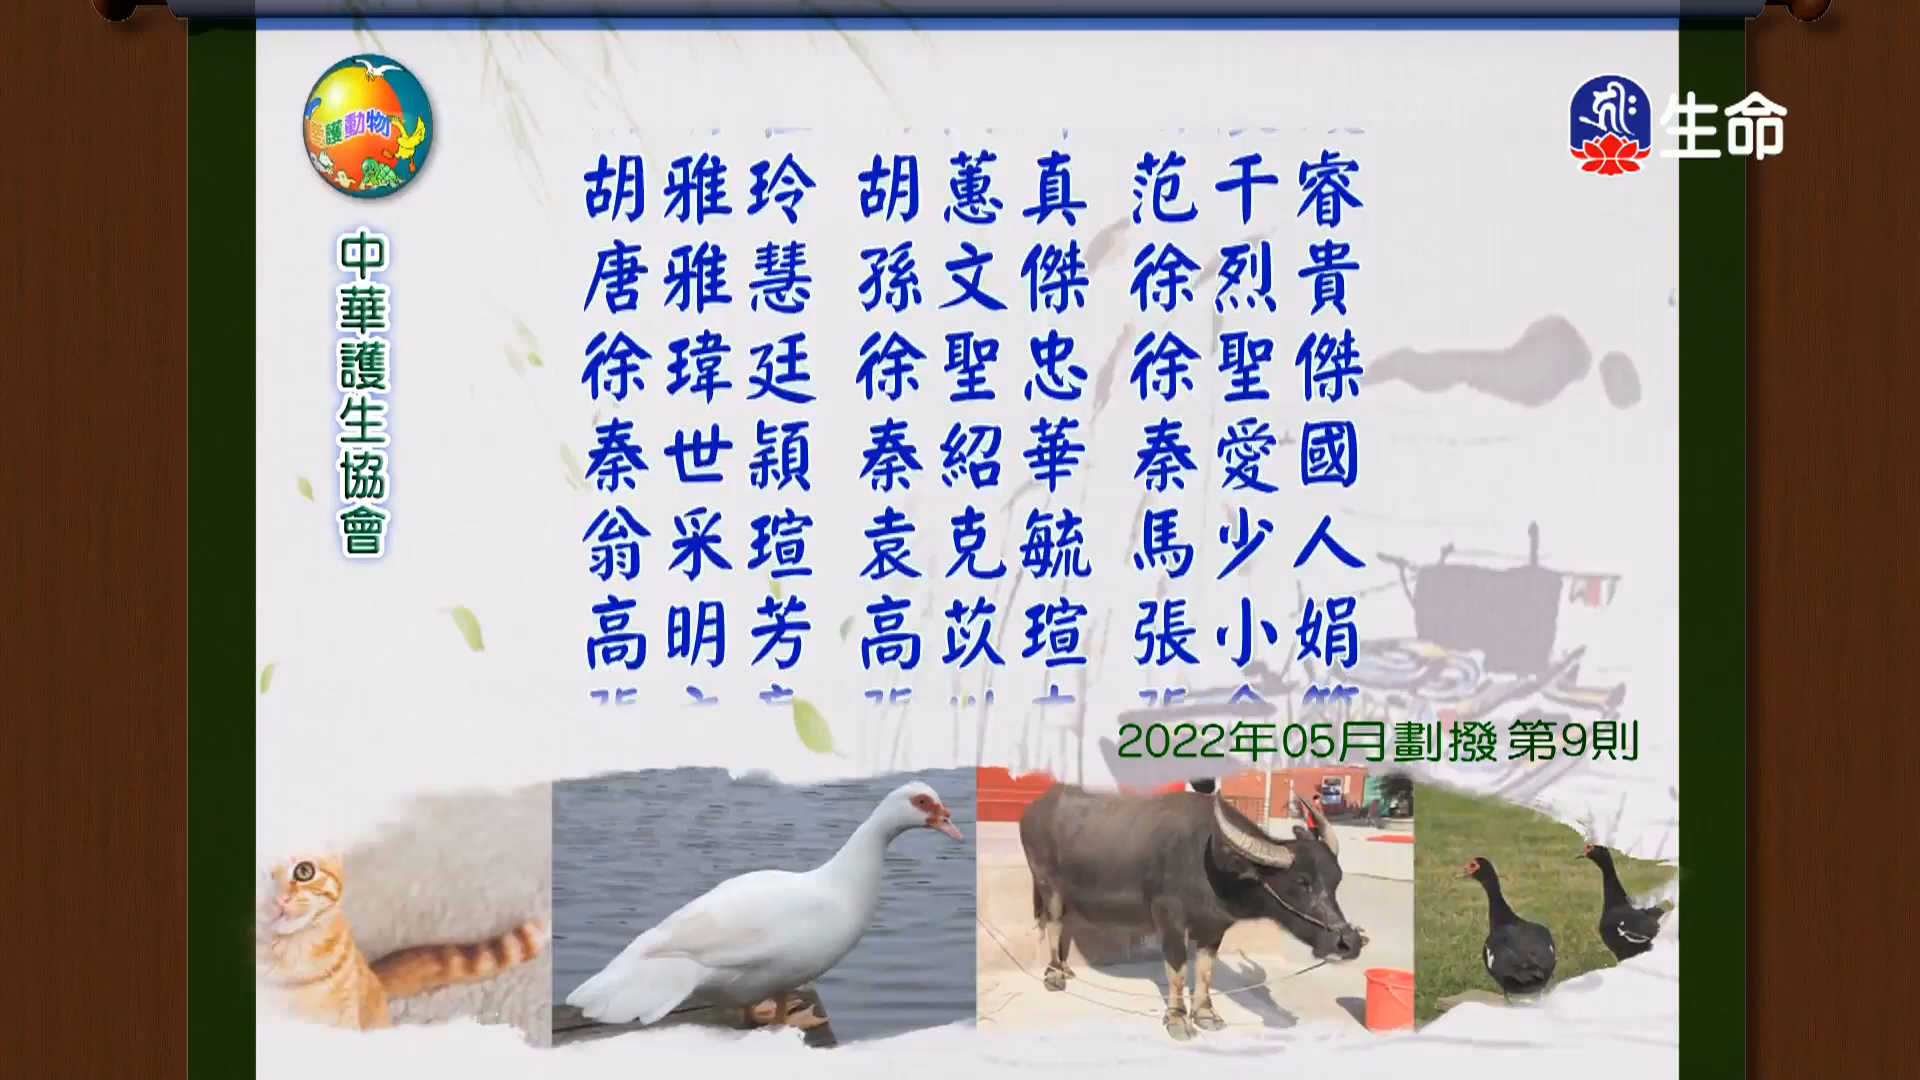 愛護動物
生命
中華護生協會
胡雅玲 胡蕙真 范千睿
唐雅慧 孫文傑 徐烈貴
徐瑋廷 徐聖忠 徐聖傑
秦世穎 秦紹華 秦愛國
翁采瑄 袁克毓 馬少人
高明芳 高苡瑄 張小娟
2022年05月劃撥第9則